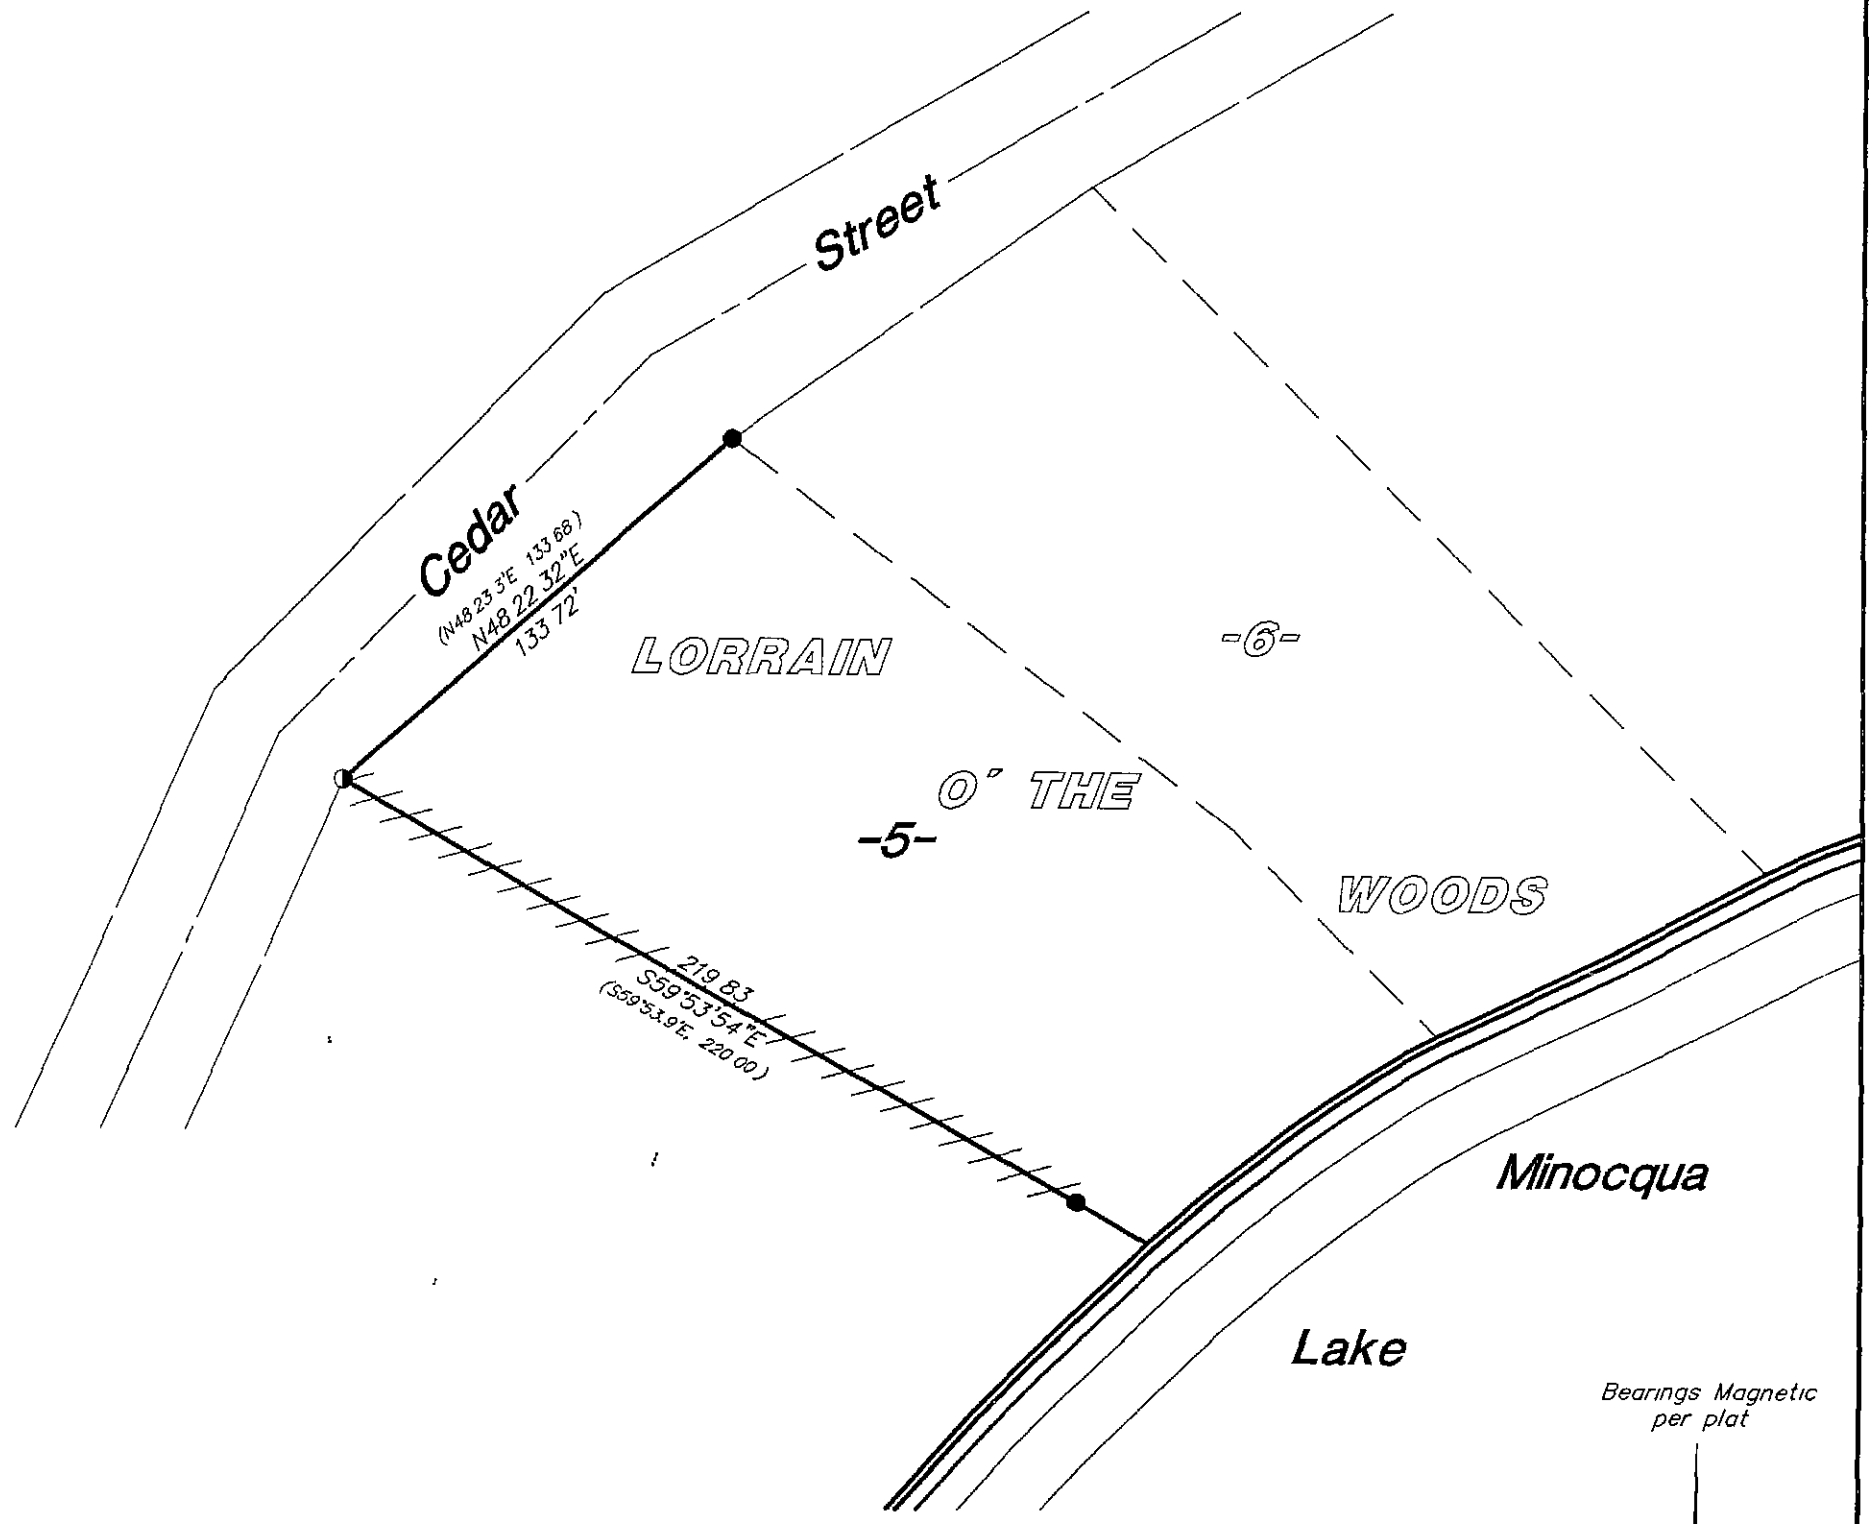 Street
Cedar
(N48 23 3'E 133 68)
N48 22 32"E
133 72'
LORRAIN
-6-
O' THE
-5-
WOODS
219 83
S59°53'54"E
(S59°53.9'E, 220 00)
Minocqua
Lake
Bearings Magnetic
per plat